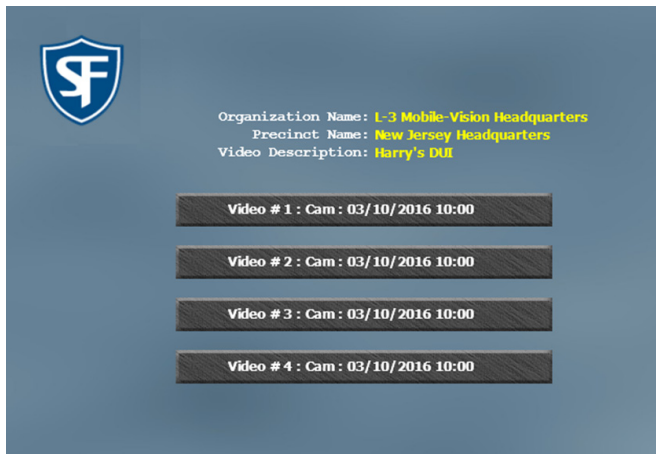 SF
Organization Name: L-3 Mobile-Vision Headquarters
Precinct Name: New Jersey Headquarters
Video Description: Harry's DUI
Video # 1 : Cam : 03/10/2016 10:00
Video # 2 : Cam : 03/10/2016 10:00
Video # 3 : Cam : 03/10/2016 10:00
Video # 4 : Cam : 03/10/2016 10:00